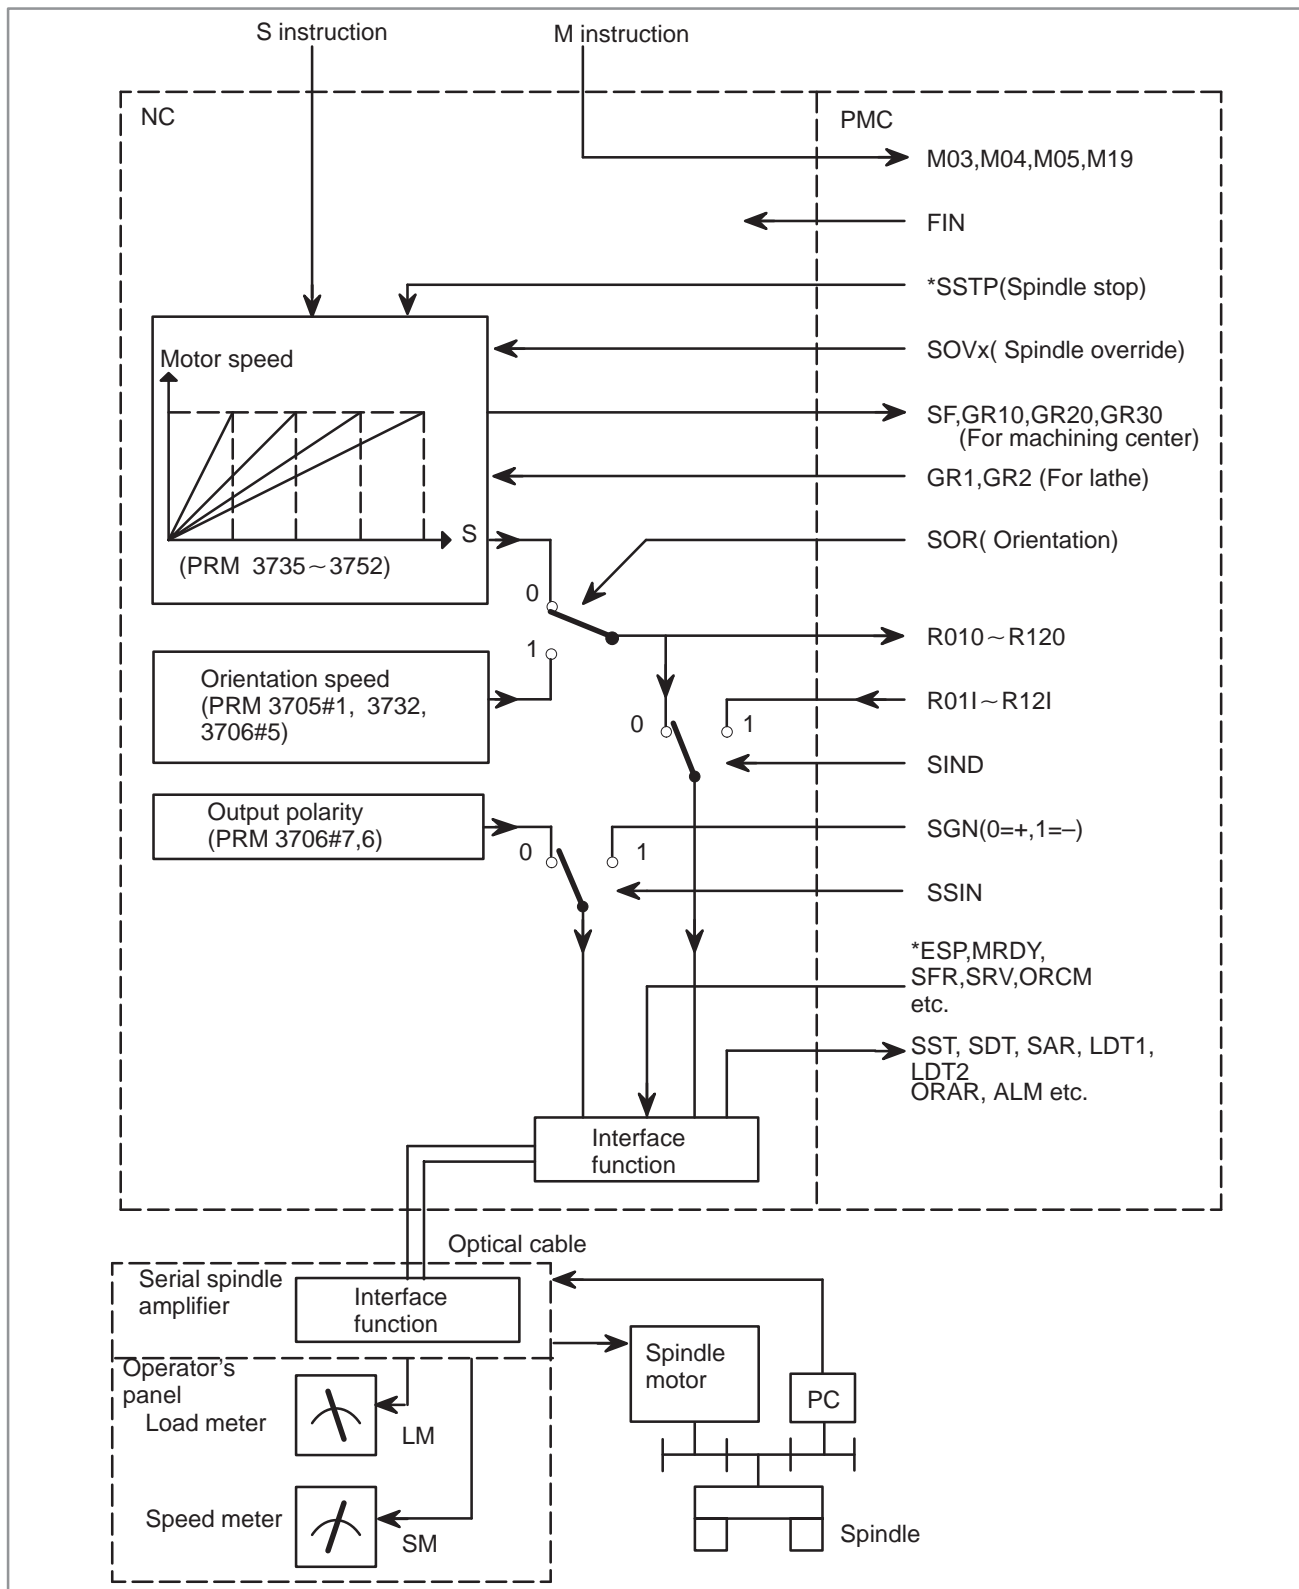 S instruction
M instruction
NC
PMC
M03,M04,M05,M19
FIN
*SSTP(Spindle stop)
SOVx( Spindle override)
Motor speed
SF,GR10,GR20,GR30
(For machining center)
GR1,GR2 (For lathe)
S
SOR( Orientation)
(PRM 3735~3752)
0
1
R010~R120
Orientation speed
(PRM 3705#1, 3732,
3706#5)
R01I~R12I
0
1
SIND
Output polarity
(PRM 3706#7,6)
SGN(0=+,1=–)
0
1
SSIN
*ESP,MRDY,
SFR,SRV,ORCM
etc.
SST, SDT, SAR, LDT1,
LDT2
ORAR, ALM etc.
Interface
function
Optical cable
Serial spindle
amplifier
Interface
function
Operator's
panel
Load meter
LM
Spindle
motor
PC
Speed meter
SM
Spindle